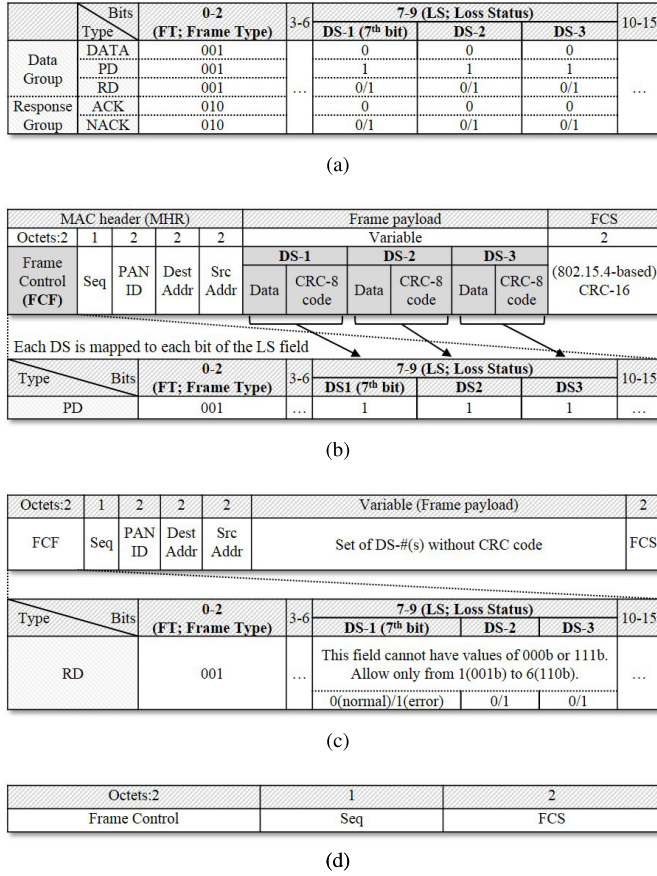 Bits
Type
0-2
(FT; Frame Type)
3-6
7-9 (LS; Loss Status)
DS-1 (7th bit) DS-2 DS-3
10-15
Data Group
DATA 001 0 0 0
PD 001 1 1 1
RD 001 ... 0/1 0/1 0/1 ...
Response Group
ACK 010 0 0 0
NACK 010 0/1 0/1 0/1
(a)
MAC header (MHR) Frame payload FCS
Octets:2 1 2 2 2 Variable 2
Frame Control (FCF)
Seq
PAN ID
Dest Addr
Src Addr
DS-1 DS-2 DS-3
Data CRC-8 code Data CRC-8 code Data CRC-8 code
(802.15.4-based) CRC-16
Each DS is mapped to each bit of the LS field
Type Bits
0-2
(FT; Frame Type)
3-6
7-9 (LS; Loss Status)
DS1 (7th bit) DS2 DS3
10-15
PD 001 ... 1 1 1 ...
(b)
Octets:2 1 2 2 2 Variable (Frame payload) 2
FCF Seq PAN ID Dest Addr Src Addr Set of DS-#(s) without CRC code FCS
Type Bits
0-2
(FT; Frame Type)
3-6
7-9 (LS; Loss Status)
DS-1 (7th bit) DS-2 DS-3
10-15
RD 001 ...
This field cannot have values of 000b or 111b.
Allow only from 1(001b) to 6(110b).
...
0(normal)/1(error) 0/1 0/1
(c)
Octets:2 1 2
Frame Control Seq FCS
(d)